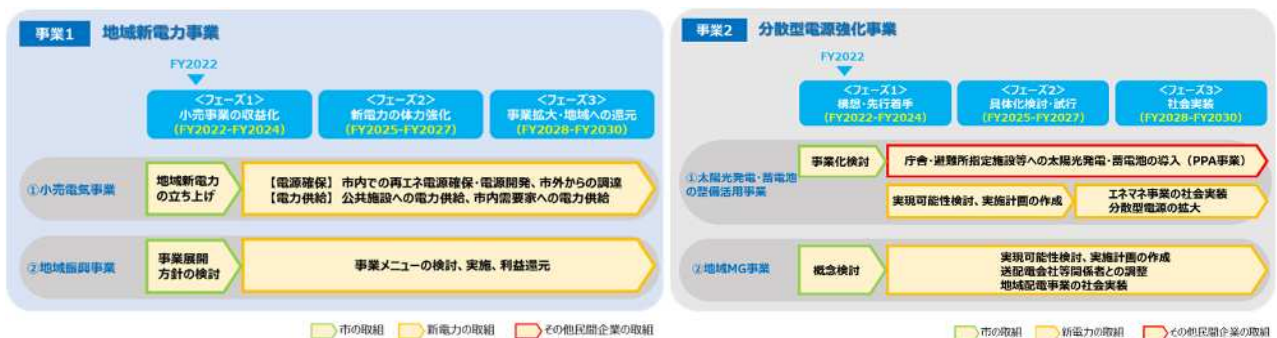 事業1 地域新電力事業
FY2022
<フェーズ1>
小売事業の収益化
(FY2022-FY2024)
<フェーズ2>
新電力の体力強化
(FY2025-FY2027)
<フェーズ3>
事業拡大・地域への還元
(FY2028-FY2030)
①小売電気事業
地域新電力
の立ち上げ
【電源確保】 市内での再エネ電源確保・電源開発、市外からの調達
【電力供給】 公共施設への電力供給、市内需要家への電力供給
②地域振興事業
事業展開
方針の検討
事業メニューの検討、実施、利益還元
市の取組
新電力の取組
その他民間企業の取組
事業2 分散型電源強化事業
FY2022
<フェーズ1>
構想・先行着手
(FY2022-FY2024)
<フェーズ2>
具体化検討・試行
(FY2025-FY2027)
<フェーズ3>
社会実装
(FY2028-FY2030)
①太陽光発電・蓄電池
の整備活用事業
事業化検討
庁舎・避難所指定施設等への太陽光発電・蓄電池の導入（PPA事業）
実現可能性検討、実施計画の作成
エネマネ事業の社会実装
分散型電源の拡大
②地域MG事業
概念検討
実現可能性検討、実施計画の作成
送配電会社等関係者との調整
地域配電事業の社会実装
市の取組
新電力の取組
その他民間企業の取組